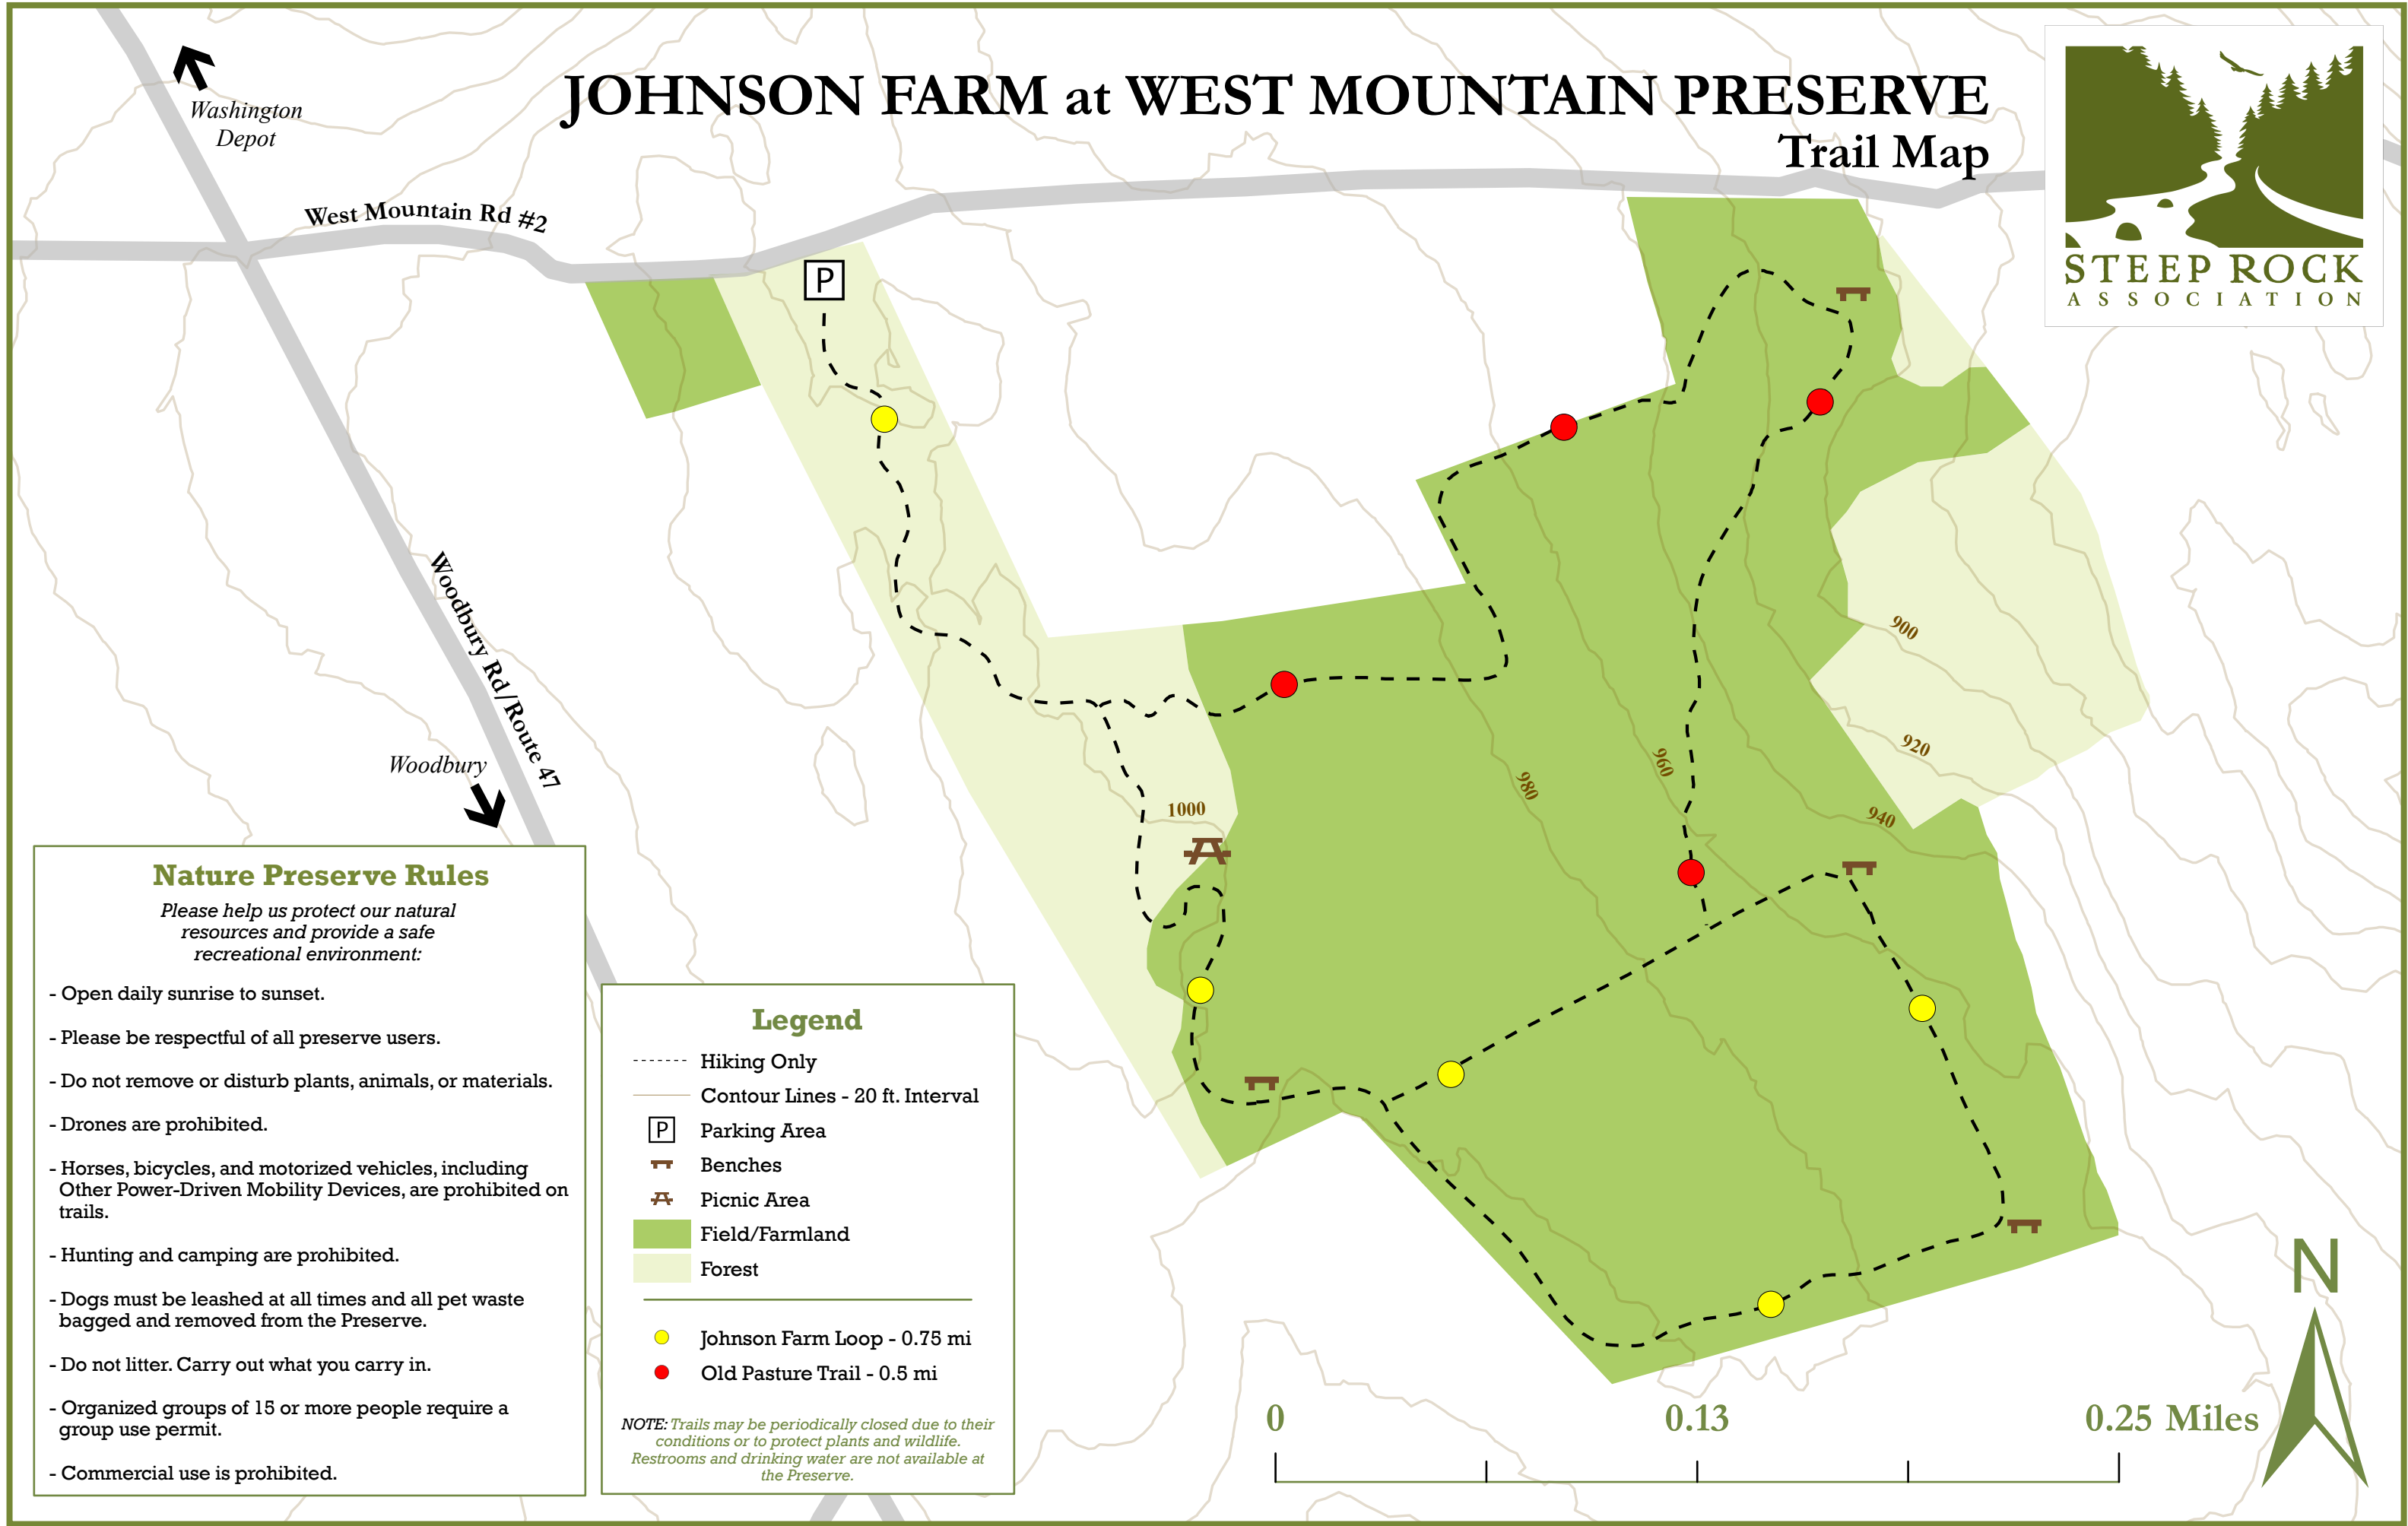 JOHNSON FARM at WEST MOUNTAIN PRESERVE
Trail Map
STEEP ROCK
ASSOCIATION
Washington
Depot
West Mountain Rd #2
P
Woodbury Rd/Route 47
Woodbury
900
920
940
960
980
1000
Nature Preserve Rules
Please help us protect our natural
resources and provide a safe
recreational environment:
- Open daily sunrise to sunset.
- Please be respectful of all preserve users.
- Do not remove or disturb plants, animals, or materials.
- Drones are prohibited.
- Horses, bicycles, and motorized vehicles, including
Other Power-Driven Mobility Devices, are prohibited on
trails.
- Hunting and camping are prohibited.
- Dogs must be leashed at all times and all pet waste
bagged and removed from the Preserve.
- Do not litter. Carry out what you carry in.
- Organized groups of 15 or more people require a
group use permit.
- Commercial use is prohibited.
Legend
Hiking Only
Contour Lines - 20 ft. Interval
P Parking Area
Benches
Picnic Area
Field/Farmland
Forest
Johnson Farm Loop - 0.75 mi
Old Pasture Trail - 0.5 mi
NOTE: Trails may be periodically closed due to their
conditions or to protect plants and wildlife.
Restrooms and drinking water are not available at
the Preserve.
0 0.13 0.25 Miles
N